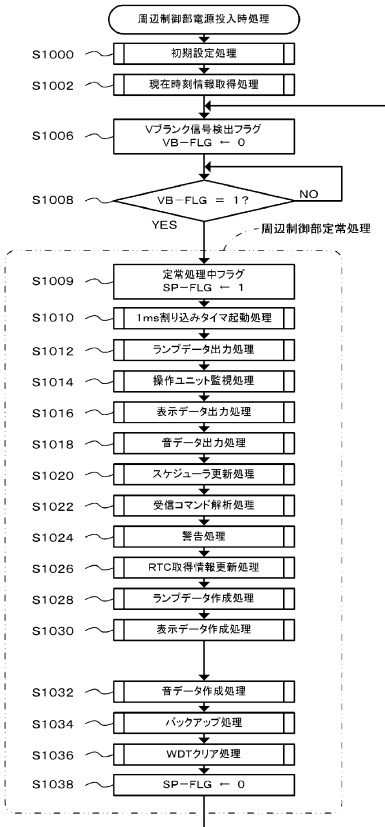 周辺制御部電源投入時処理
S1000
初期設定処理
S1002
現在時刻情報取得処理
S1006
Vブランク信号検出フラグ
VB-FLG ← 0
S1008
VB-FLG = 1?
NO
YES
周辺制御部定常処理
S1009
定常処理中フラグ
SP-FLG ← 1
S1010
1ms割り込みタイマ起動処理
S1012
ランプデータ出力処理
S1014
操作ユニット監視処理
S1016
表示データ出力処理
S1018
音データ出力処理
S1020
スケジューラ更新処理
S1022
受信コマンド解析処理
S1024
警告処理
S1026
RTC取得情報更新処理
S1028
ランプデータ作成処理
S1030
表示データ作成処理
S1032
音データ作成処理
S1034
バックアップ処理
S1036
WDTクリア処理
S1038
SP-FLG ← 0